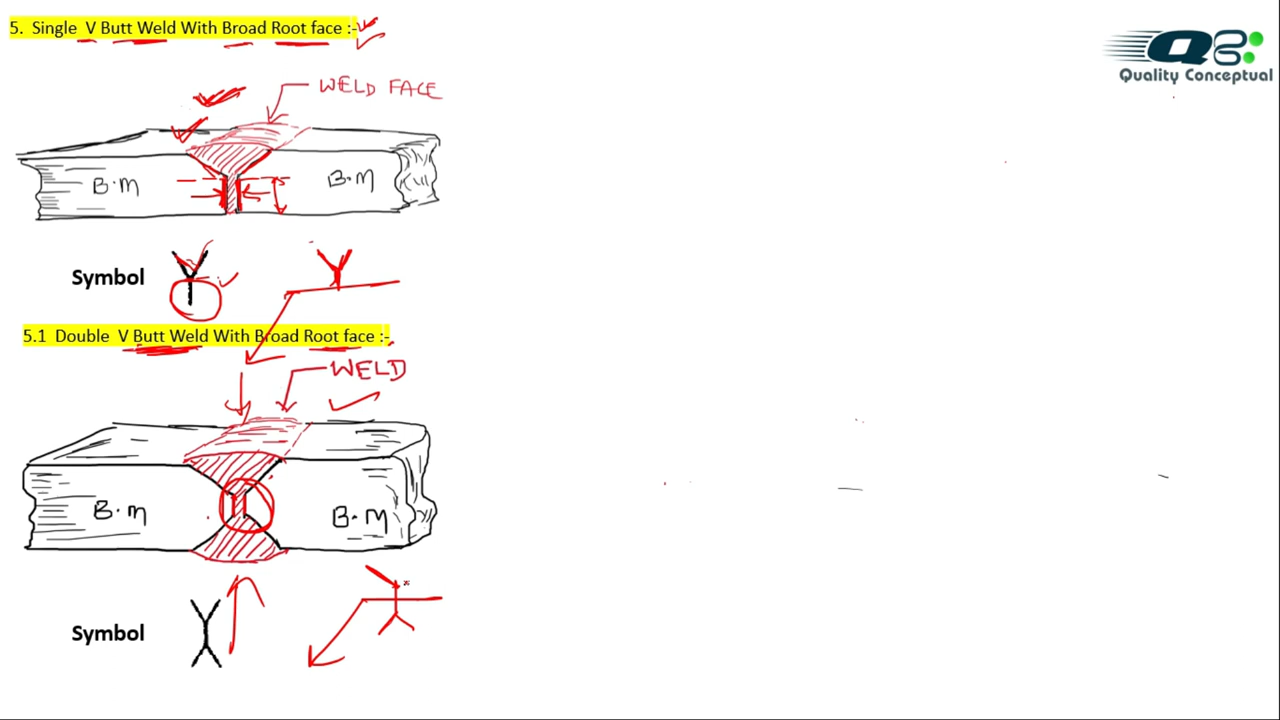 5. Single V Butt Weld With Broad Root face :-
Quality Conceptual
WELD FACE
B.M
B.M
Symbol
5.1 Double V Butt Weld With Broad Root face :-
WELD
B.M
B.M
Symbol